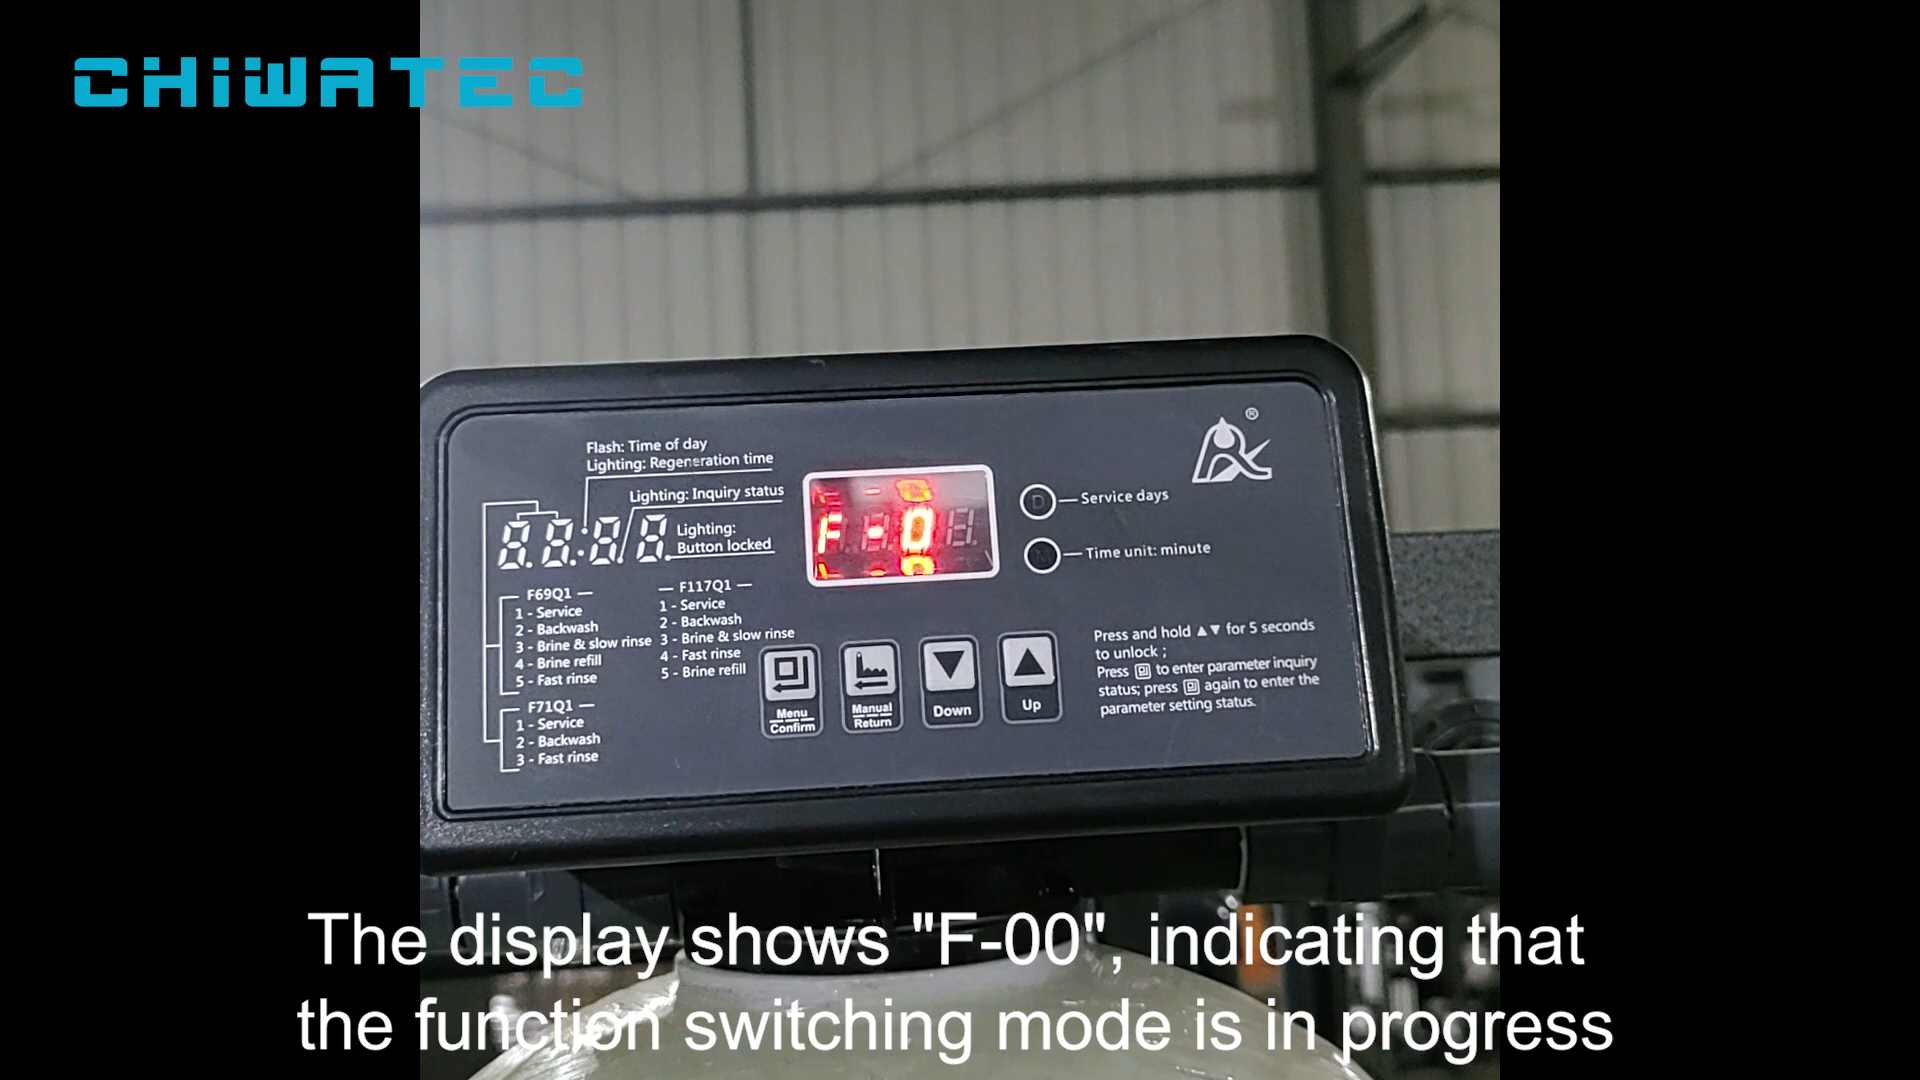 CHiWATEC
Flash: Time of day
Lighting: Regeneration time
Lighting: Inquiry status
8.8:8/8.
Lighting:
Button locked
F-0
D
Service days
N
Time unit: minute
F69Q1
1 - Service
2 - Backwash
3 - Brine & slow rinse
4 - Brine refill
5 - Fast rinse
F117Q1
1 - Service
2 - Backwash
3 - Brine & slow rinse
4 - Fast rinse
5 - Brine refill
F71Q1
1 - Service
2 - Backwash
3 - Fast rinse
Menu
Confirm
Manual
Return
Down
Up
Press and hold ▲▼ for 5 seconds
to unlock ;
Press to enter parameter inquiry
status; press again to enter the
parameter setting status.
®
The display shows "F-00", indicating that
the function switching mode is in progress